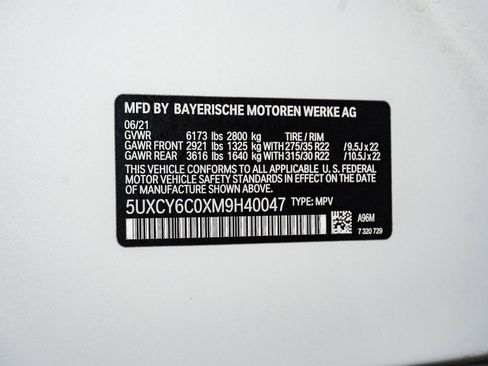 MFD BY BAYERISCHE MOTOREN WERKE AG
06/21
GVWR 6173 lbs 2800 kg TIRE / RIM
GAWR FRONT 2921 lbs 1325 kg WITH 275/35 R22 / 9.5J x 22
GAWR REAR 3616 lbs 1640 kg WITH 315/30 R22 / 10.5J x 22
THIS VEHICLE CONFORMS TO ALL APPLICABLE U. S. FEDERAL
MOTOR VEHICLE SAFETY STANDARDS IN EFFECT ON THE
DATE OF MANUFACTURE SHOWN ABOVE.
5UXCY6C0XM9H40047 TYPE: MPV
A96M
7 320 729